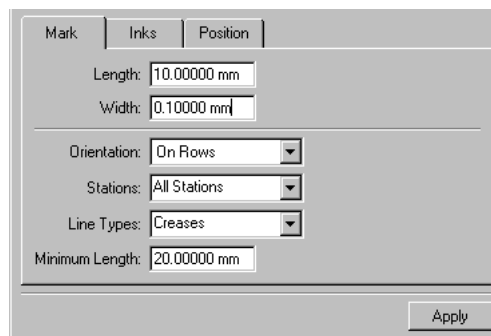 Mark Inks Position
Length: 10.00000 mm
Width: 0.10000 mm
Orientation: On Rows
Stations: All Stations
Line Types: Creases
Minimum Length: 20.00000 mm
Apply